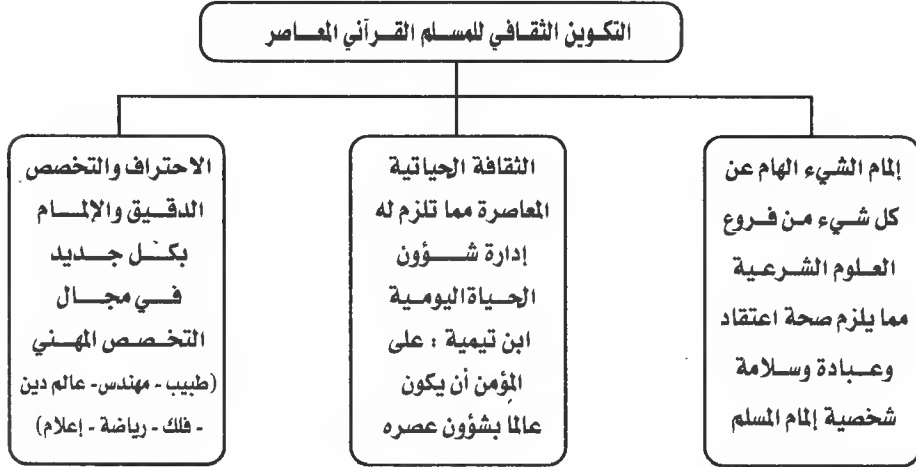 التكوين الثقافي للمسلم القرآني المعاصر
إلمام الشيء الهام عن
كل شيء من فروع
العلوم الشرعية
مما يلزم صحة اعتقاد
وعبادة وسلامة
شخصية إلمام المسلم
الثقافة الحياتية
المعاصرة مما تلزم له
إدارة شؤون
الحياة اليومية
ابن تيمية : على
المؤمن أن يكون
عالمًا بشؤون عصره
الاحتراف والتخصص
الدقيق والإلمام
بكل جديد
في مجال
التخصص المهني
(طبيب - مهندس- عالم دين
- فلك - رياضة - إعلام)